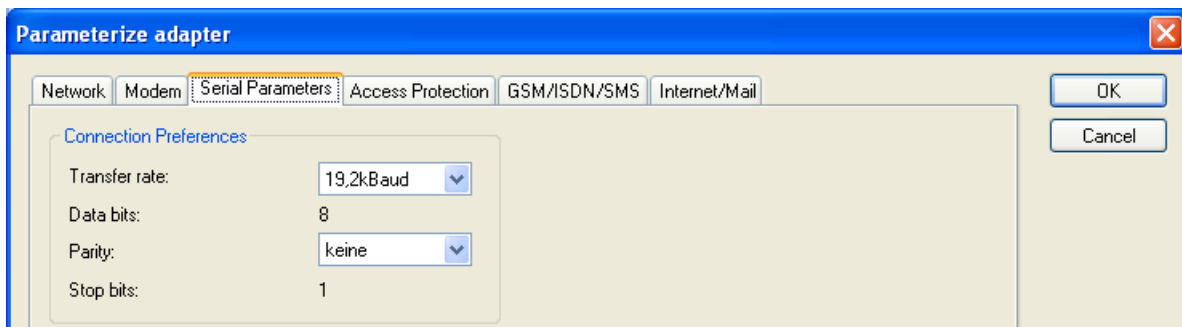 Parameterize adapter
Network Modem Serial Parameters Access Protection GSM/ISDN/SMS Internet/Mail
OK
Cancel
Connection Preferences
Transfer rate: 19,2kBaud
Data bits: 8
Parity: keine
Stop bits: 1